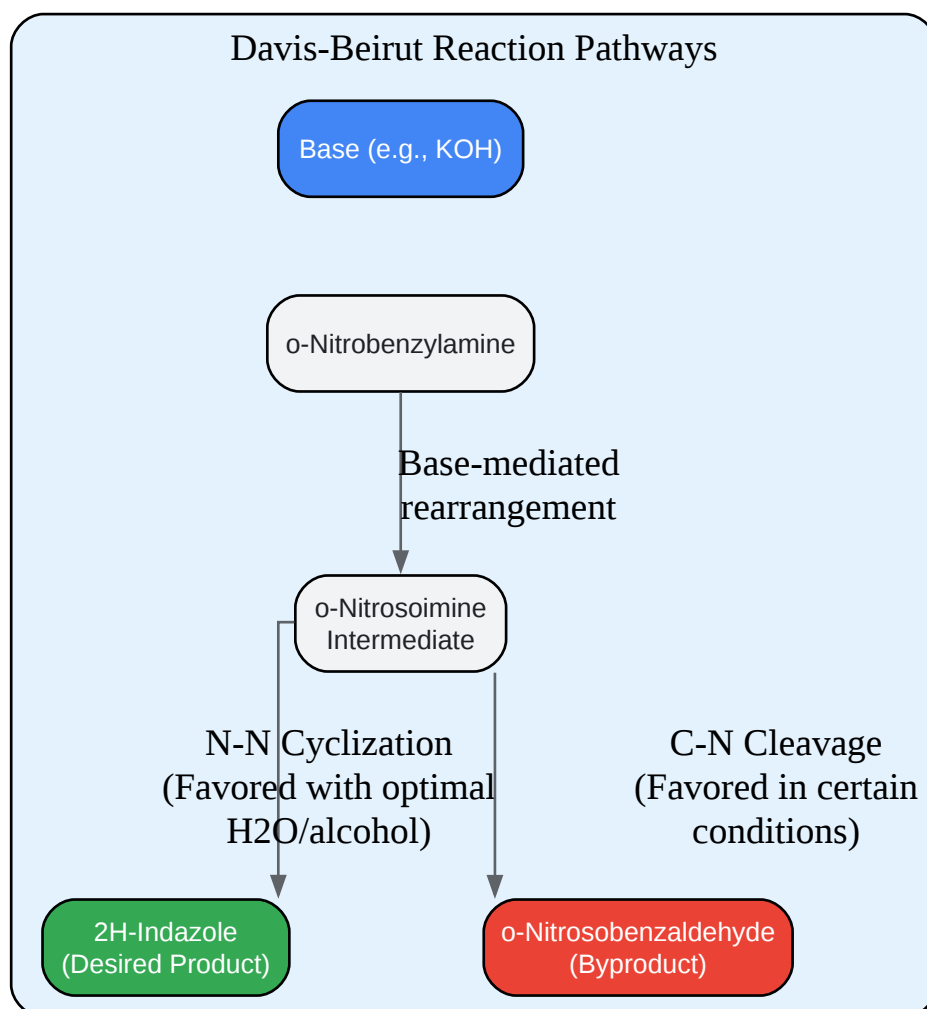 Davis-Beirut Reaction Pathways
Base (e.g., KOH)
o-Nitrobenzylamine
Base-mediated
rearrangement
o-Nitrosoimine
Intermediate
N-N Cyclization
(Favored with optimal
H2O/alcohol)
C-N Cleavage
(Favored in certain
conditions)
2H-Indazole
(Desired Product)
o-Nitrosobenzaldehyde
(Byproduct)